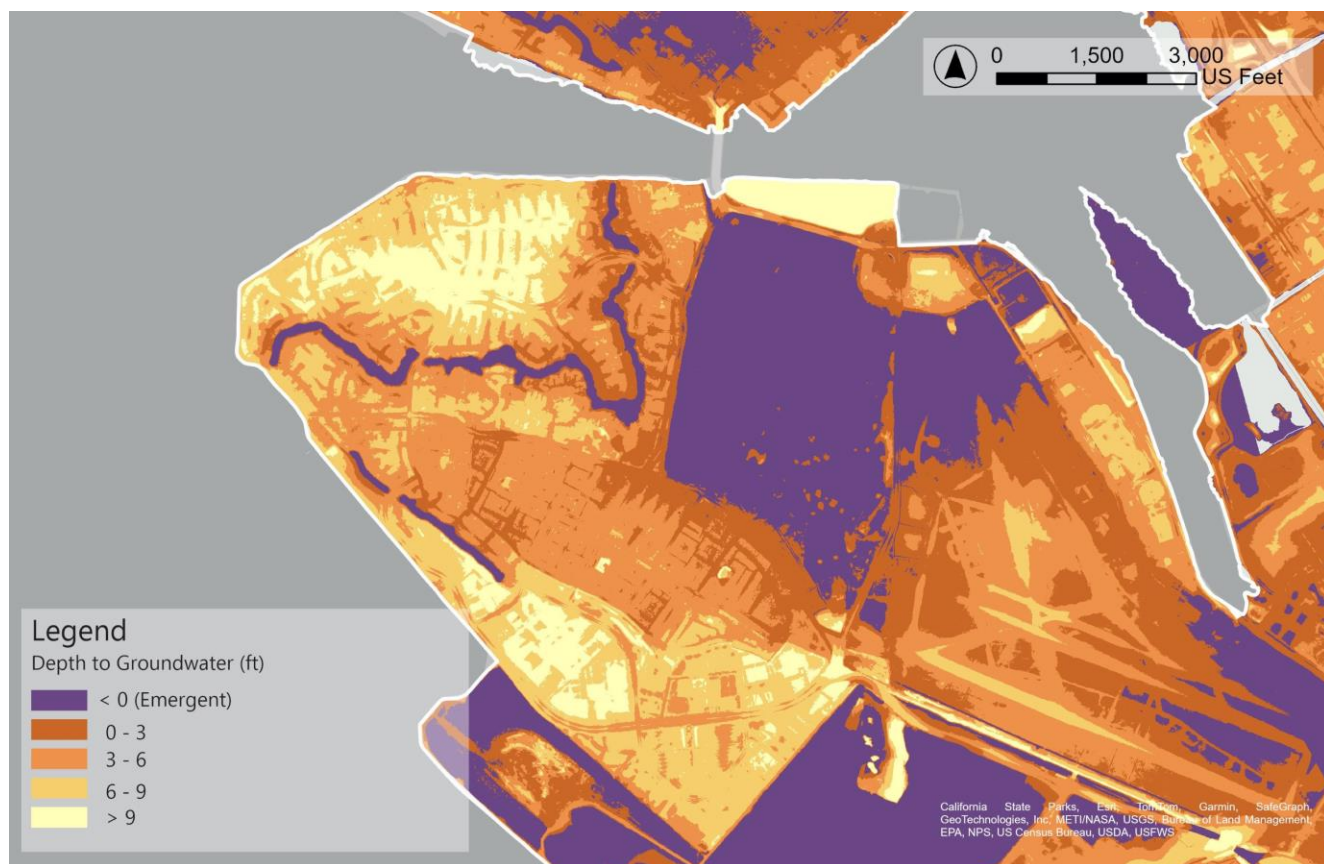 0 1,500 3,000
US Feet
Legend
Depth to Groundwater (ft)
< 0 (Emergent)
0 - 3
3 - 6
6 - 9
> 9
California State Parks, Esri, TomTom, Garmin, SafeGraph,
GeoTechnologies, Inc, METI/NASA, USGS, Bureau of Land Management,
EPA, NPS, US Census Bureau, USDA, USFWS